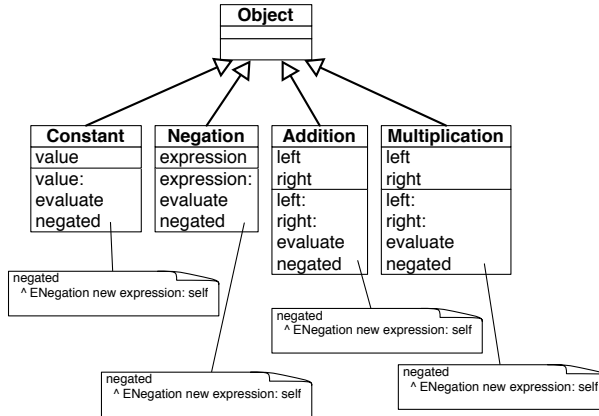 Object
Constant
value
value:
evaluate
negated
Negation
expression
expression:
evaluate
negated
Addition
left
right
left:
right:
evaluate
negated
Multiplication
left
right
left:
right:
evaluate
negated
negated
^ ENegation new expression: self
negated
^ ENegation new expression: self
negated
^ ENegation new expression: self
negated
^ ENegation new expression: self